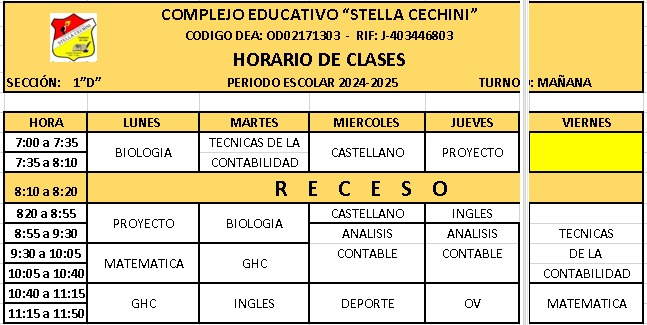 STELLA CECHINI
COMPLEJO EDUCATIVO “STELLA CECHINI”
CODIGO DEA: OD02171303 - RIF: J-403446803
HORARIO DE CLASES
SECCIÓN: 1”D” PERIODO ESCOLAR 2024-2025 TURNO: MAÑANA
HORA LUNES MARTES MIERCOLES JUEVES VIERNES
7:00 a 7:35 BIOLOGIA TECNICAS DE LA CASTELLANO PROYECTO
7:35 a 8:10 CONTABILIDAD
8:10 a 8:20 R E C E S O
820 a 8:55 PROYECTO BIOLOGIA CASTELLANO INGLES
8:55 a 9:30 ANALISIS ANALISIS TECNICAS
9:30 a 10:05 MATEMATICA GHC CONTABLE CONTABLE DE LA
10:05 a 10:40 CONTABILIDAD
10:40 a 11:15 GHC INGLES DEPORTE OV MATEMATICA
11:15 a 11:50